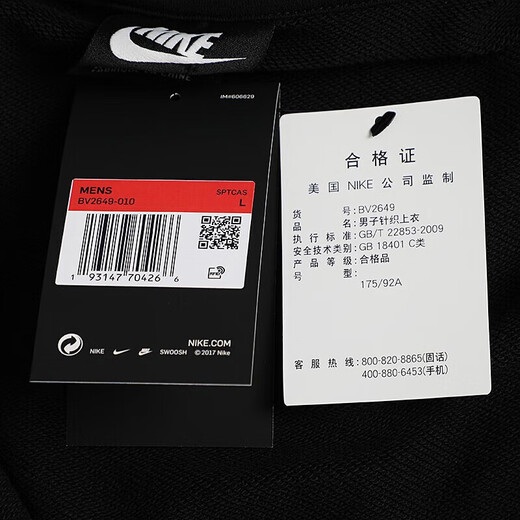 NIKE
IM#606829
MENS
SPTCAS
BV2649-010
L
1 93147 70426 6
RFID
NIKE.COM
NIKE SWOOSH © 2017 Nike
合格证
美国 NIKE 公司监制
货号:BV2649
品名:男子针织上衣
执行标准:GB/T 22853-2009
安全技术类别:GB 18401 C类
产品等级:合格品
号型:
175/92A
客服热线:800-820-8865(固话)
400-880-6453(手机)